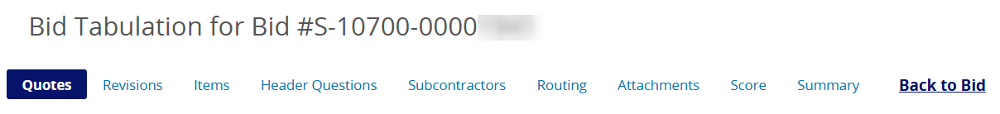 Bid Tabulation for Bid #S-10700-0000
Quotes Revisions Items Header Questions Subcontractors Routing Attachments Score Summary Back to Bid